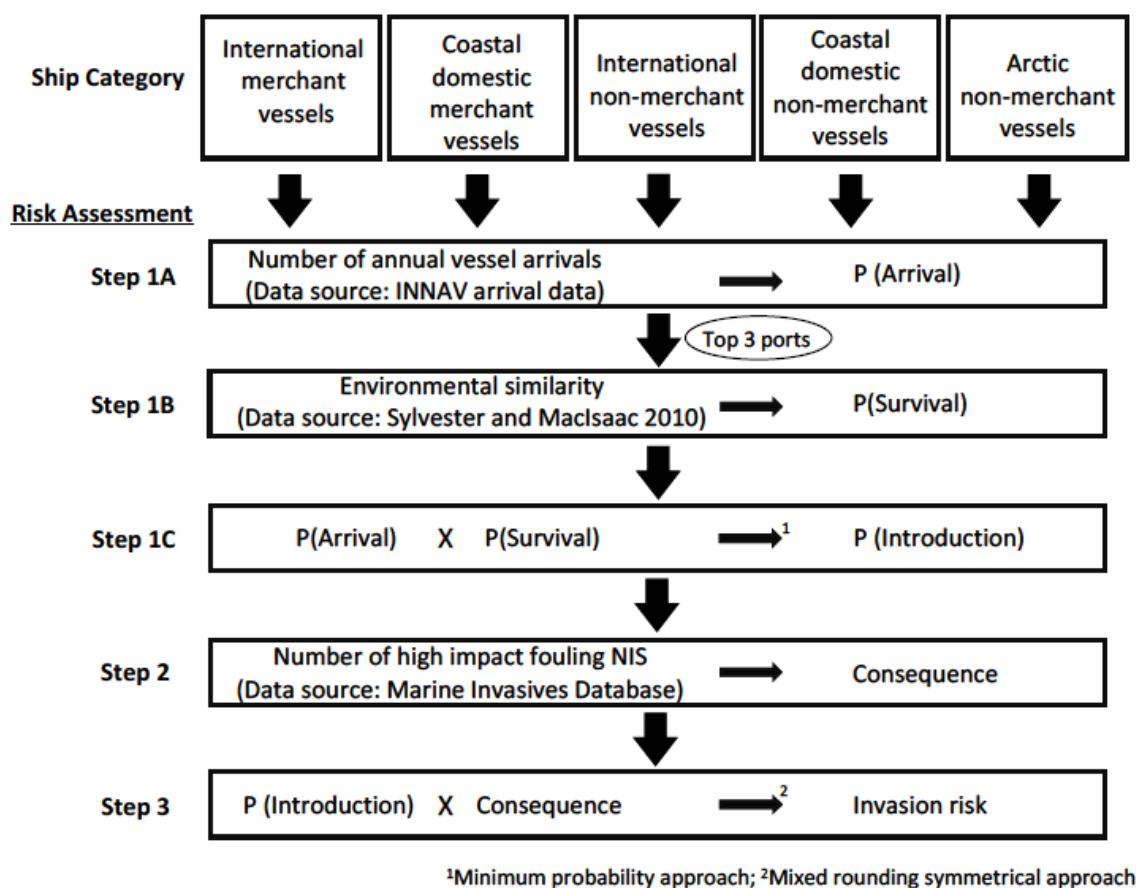 Ship Category
International
merchant
vessels
Coastal
domestic
merchant
vessels
International
non-merchant
vessels
Coastal
domestic
non-merchant
vessels
Arctic
non-merchant
vessels
Risk Assessment
Step 1A
Number of annual vessel arrivals
(Data source: INNAV arrival data)
P (Arrival)
Top 3 ports
Step 1B
Environmental similarity
(Data source: Sylvester and MacIsaac 2010)
P(Survival)
Step 1C
P(Arrival) X P(Survival)
1
P (Introduction)
Step 2
Number of high impact fouling NIS
(Data source: Marine Invasives Database)
Consequence
Step 3
P (Introduction) X Consequence
2
Invasion risk
¹Minimum probability approach; ²Mixed rounding symmetrical approach